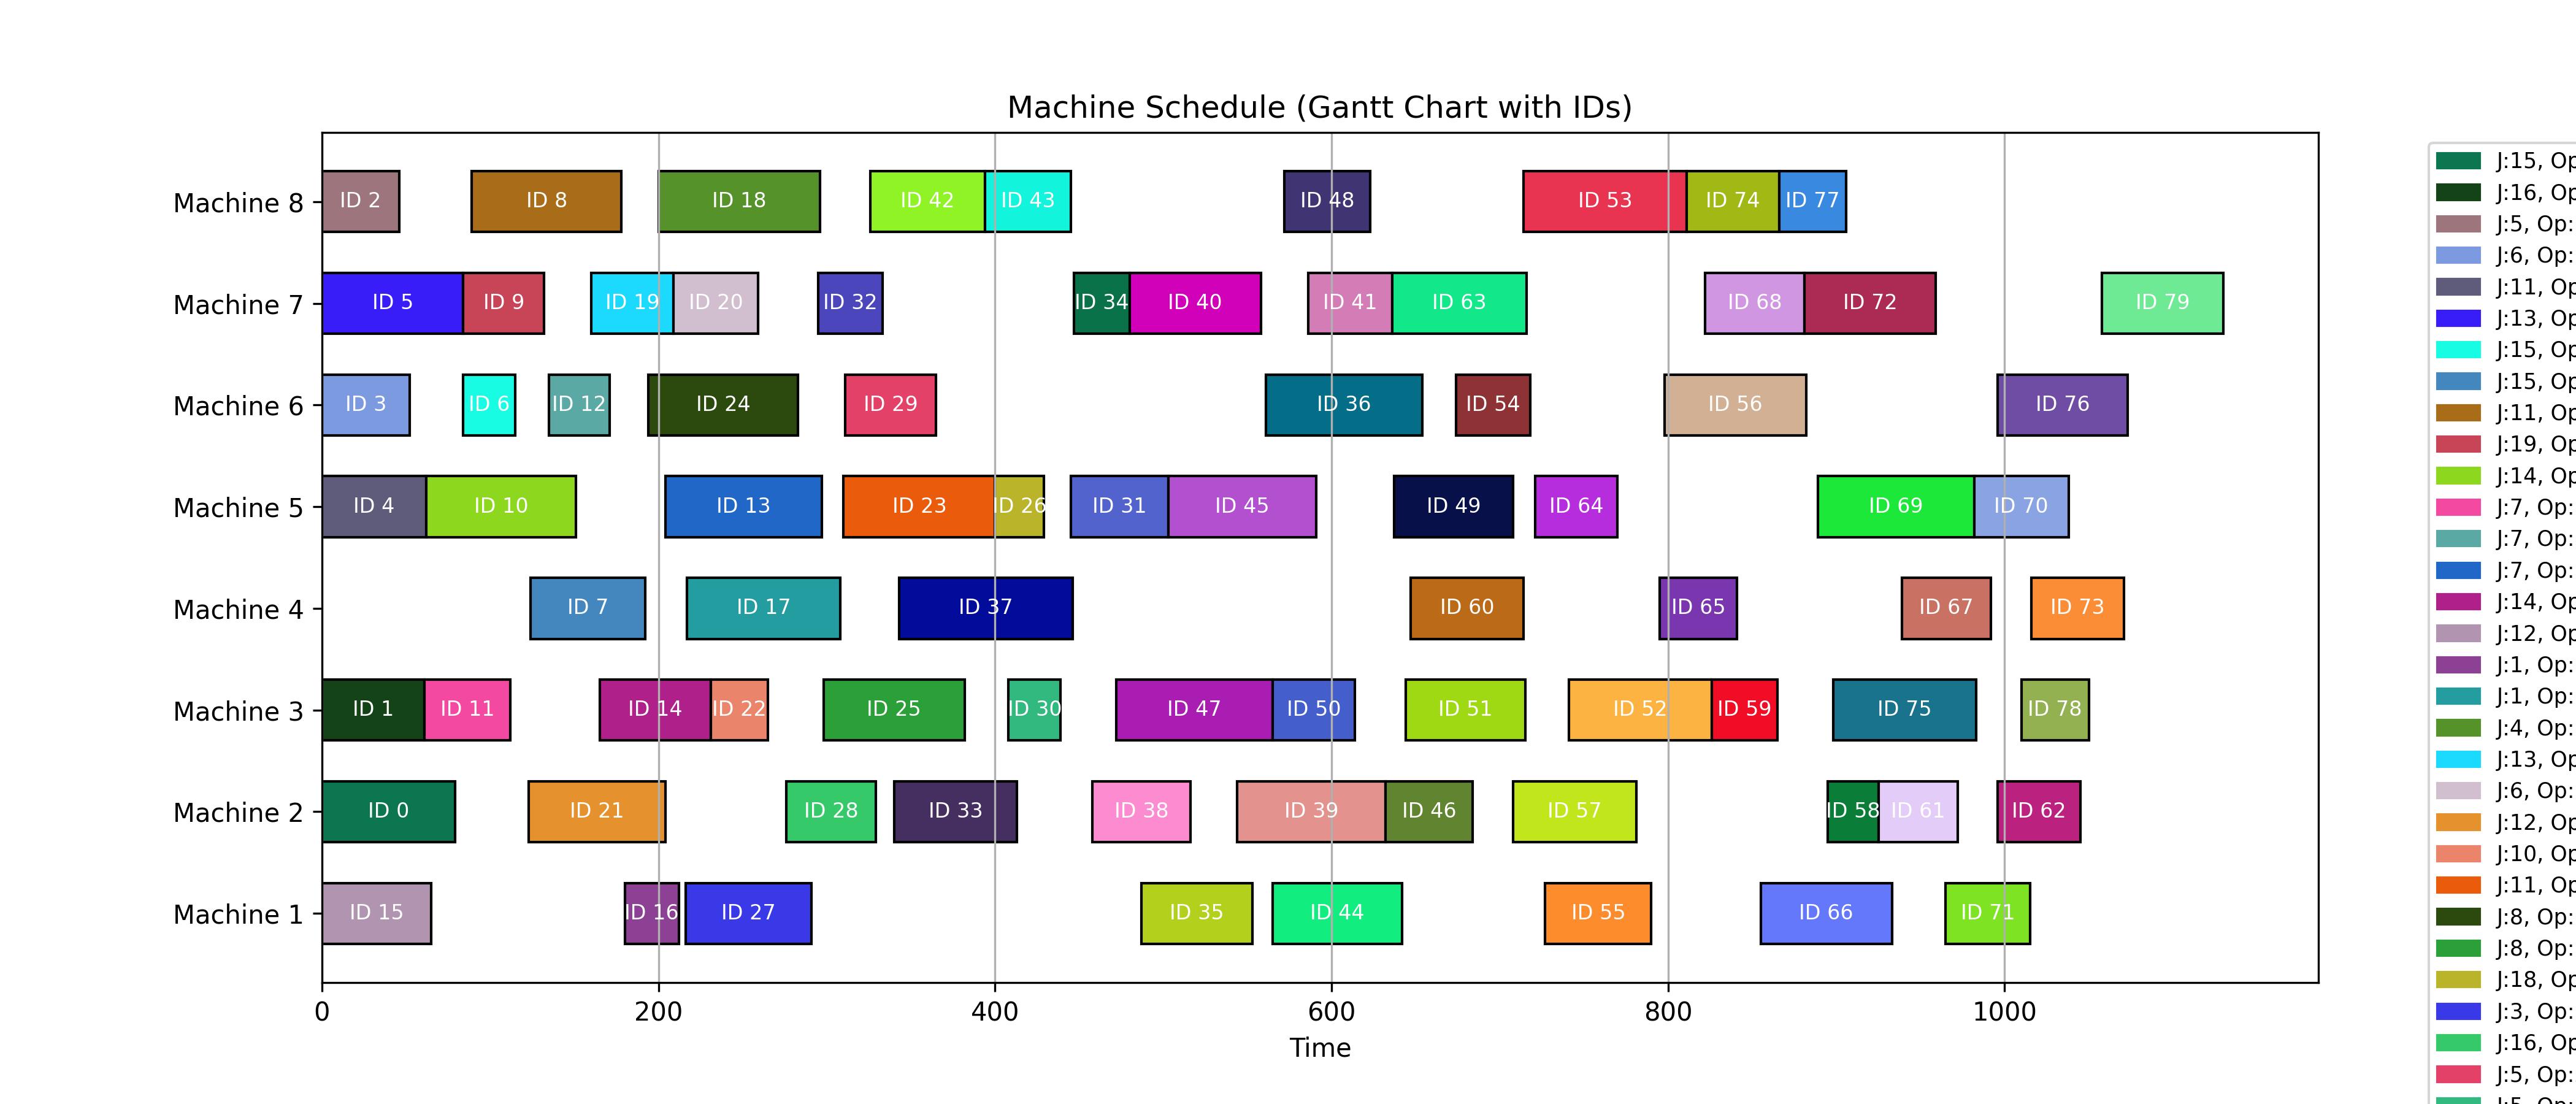 Machine Schedule (Gantt Chart with IDs)
Machine 8
ID 2
ID 8
ID 18
ID 42
ID 43
ID 48
ID 53
ID 74
ID 77
Machine 7
ID 5
ID 9
ID 19
ID 20
ID 32
ID 34
ID 40
ID 41
ID 63
ID 68
ID 72
ID 79
Machine 6
ID 3
ID 6
ID 12
ID 24
ID 29
ID 36
ID 54
ID 56
ID 76
Machine 5
ID 4
ID 10
ID 13
ID 23
ID 26
ID 31
ID 45
ID 49
ID 64
ID 69
ID 70
Machine 4
ID 7
ID 17
ID 37
ID 60
ID 65
ID 67
ID 73
Machine 3
ID 1
ID 11
ID 14
ID 22
ID 25
ID 30
ID 47
ID 50
ID 51
ID 52
ID 59
ID 75
ID 78
Machine 2
ID 0
ID 21
ID 28
ID 33
ID 38
ID 39
ID 46
ID 57
ID 58
ID 61
ID 62
Machine 1
ID 15
ID 16
ID 27
ID 35
ID 44
ID 55
ID 66
ID 71
0 200 400 600 800 1000
Time
J:15, Op
J:16, Op
J:5, Op:
J:6, Op:
J:11, Op
J:13, Op
J:15, Op
J:15, Op
J:11, Op
J:19, Op
J:14, Op
J:7, Op:
J:7, Op:
J:7, Op:
J:14, Op
J:12, Op
J:1, Op:
J:1, Op:
J:4, Op:
J:13, Op
J:6, Op:
J:12, Op
J:10, Op
J:11, Op
J:8, Op:
J:8, Op:
J:18, Op
J:3, Op:
J:16, Op
J:5, Op: